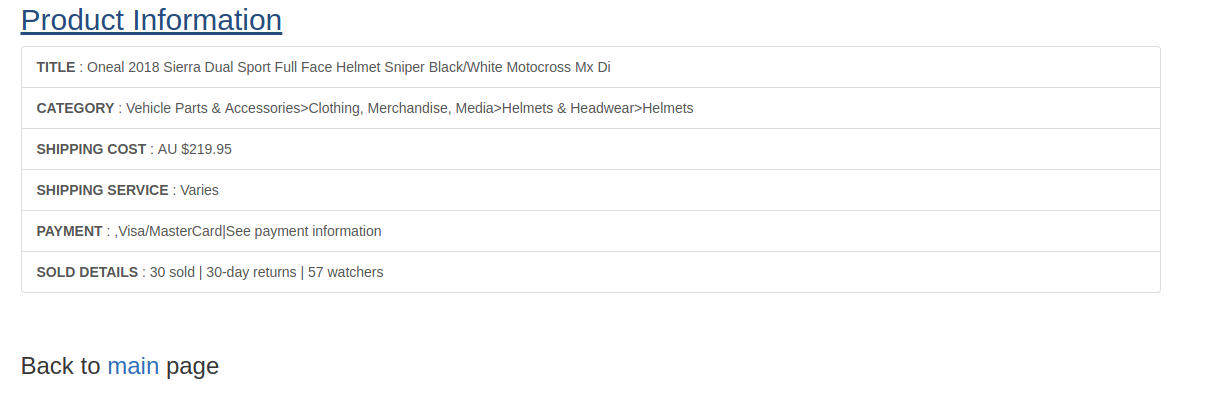 Product Information
TITLE : Oneal 2018 Sierra Dual Sport Full Face Helmet Sniper Black/White Motocross Mx Di
CATEGORY : Vehicle Parts & Accessories>Clothing, Merchandise, Media>Helmets & Headwear>Helmets
SHIPPING COST : AU $219.95
SHIPPING SERVICE : Varies
PAYMENT : ,Visa/MasterCard|See payment information
SOLD DETAILS : 30 sold | 30-day returns | 57 watchers
Back to main page